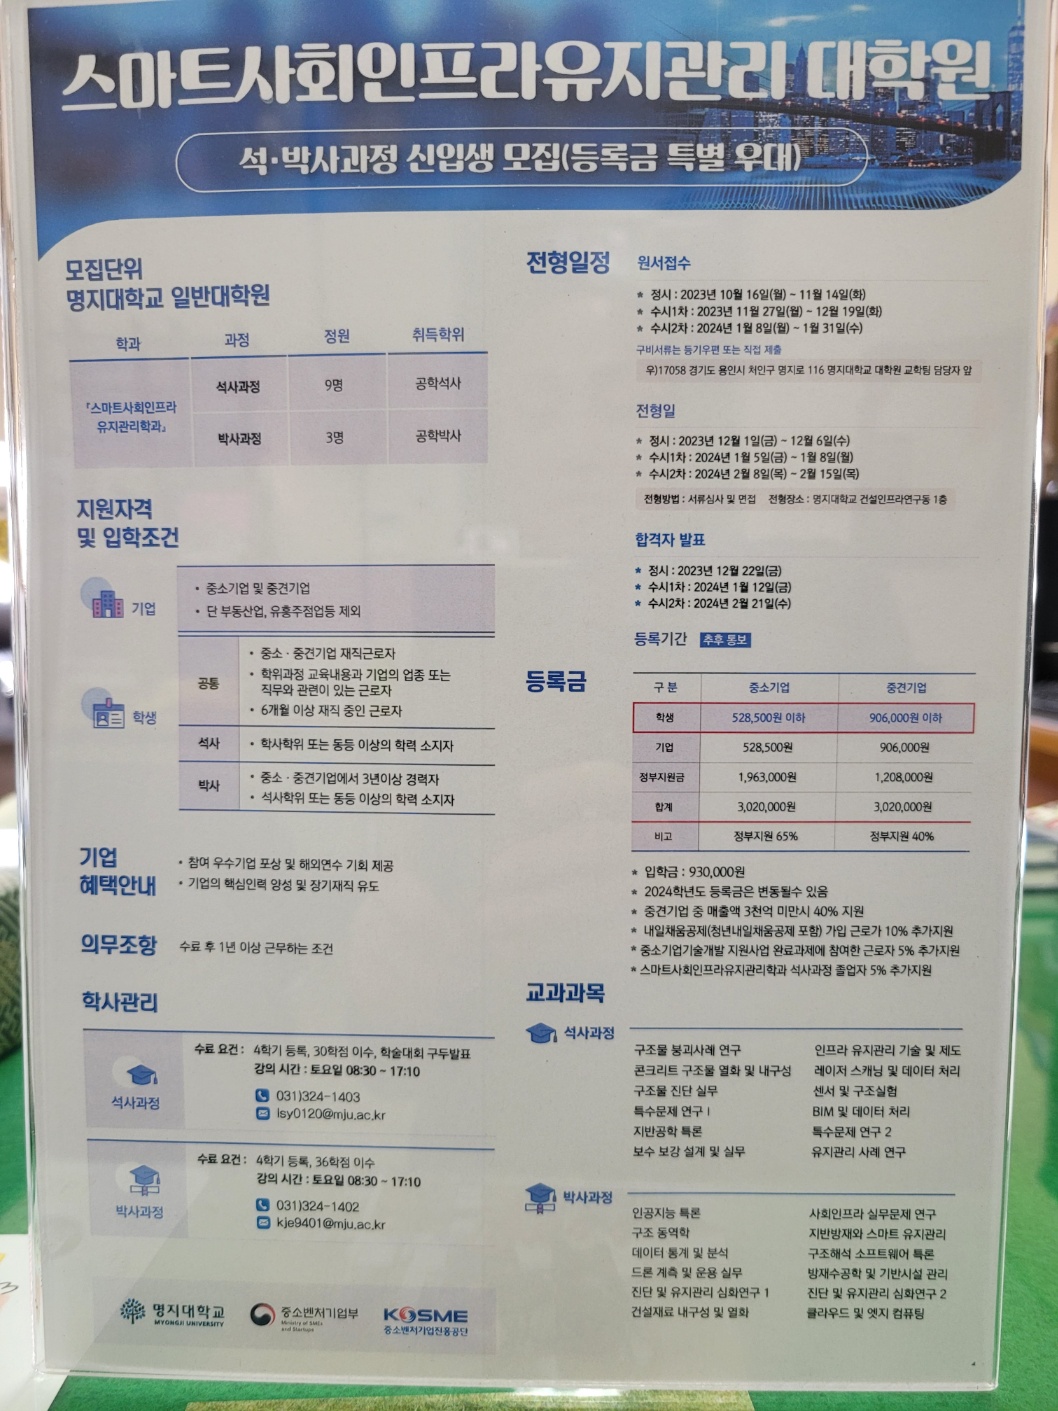 스마트사회인프라유지관리 대학원
석·박사과정 신입생 모집(등록금 특별 우대)
모집단위
명지대학교 일반대학원
학과 과정 정원 취득학위
『스마트사회인프라
유지관리학과』
석사과정 9명 공학석사
박사과정 3명 공학박사
지원자격
및 입학조건
기업
• 중소기업 및 중견기업
• 단 부동산업, 유흥주점업등 제외
학생
공통
• 중소 · 중견기업 재직근로자
• 학위과정 교육내용과 기업의 업종 또는
직무와 관련이 있는 근로자
• 6개월 이상 재직 중인 근로자
석사
• 학사학위 또는 동등 이상의 학력 소지자
박사
• 중소 · 중견기업에서 3년이상 경력자
• 석사학위 또는 동등 이상의 학력 소지자
기업
혜택안내
• 참여 우수기업 포상 및 해외연수 기회 제공
• 기업의 핵심인력 양성 및 장기재직 유도
의무조항
수료 후 1년 이상 근무하는 조건
학사관리
석사과정
수료 요건 : 4학기 등록, 30학점 이수, 학술대회 구두발표
강의 시간 : 토요일 08:30 ~ 17:10
031)324-1403
lsy0120@mju.ac.kr
박사과정
수료 요건 : 4학기 등록, 36학점 이수
강의 시간 : 토요일 08:30 ~ 17:10
031)324-1402
kje9401@mju.ac.kr
명지대학교
MYONGJI UNIVERSITY
중소벤처기업부
Ministry of SMEs
and Startups
KOSME
중소벤처기업진흥공단
전형일정
원서접수
* 정시 : 2023년 10월 16일(월) ~ 11월 14일(화)
* 수시1차 : 2023년 11월 27일(월) ~ 12월 19일(화)
* 수시2차 : 2024년 1월 8일(월) ~ 1월 31일(수)
구비서류는 등기우편 또는 직접 제출
우)17058 경기도 용인시 처인구 명지로 116 명지대학교 대학원 교학팀 담당자 앞
전형일
* 정시 : 2023년 12월 1일(금) ~ 12월 6일(수)
* 수시1차 : 2024년 1월 5일(금) ~ 1월 8일(월)
* 수시2차 : 2024년 2월 8일(목) ~ 2월 15일(목)
전형방법 : 서류심사 및 면접 전형장소 : 명지대학교 건설인프라연구동 1층
합격자 발표
* 정시 : 2023년 12월 22일(금)
* 수시1차 : 2024년 1월 12일(금)
* 수시2차 : 2024년 2월 21일(수)
등록기간 추후 통보
등록금
구 분 중소기업 중견기업
학생 528,500원 이하 906,000원 이하
기업 528,500원 906,000원
정부지원금 1,963,000원 1,208,000원
합계 3,020,000원 3,020,000원
비고 정부지원 65% 정부지원 40%
* 입학금 : 930,000원
* 2024학년도 등록금은 변동될수 있음
* 중견기업 중 매출액 3천억 미만시 40% 지원
* 내일채움공제(청년내일채움공제 포함) 가입 근로가 10% 추가지원
* 중소기업기술개발 지원사업 완료과제에 참여한 근로자 5% 추가지원
* 스마트사회인프라유지관리학과 석사과정 졸업자 5% 추가지원
교과과목
석사과정
구조물 붕괴사례 연구 인프라 유지관리 기술 및 제도
콘크리트 구조물 열화 및 내구성 레이저 스캐닝 및 데이터 처리
구조물 진단 실무 센서 및 구조실험
특수문제 연구 I BIM 및 데이터 처리
지반공학 특론 특수문제 연구 2
보수 보강 설계 및 실무 유지관리 사례 연구
박사과정
인공지능 특론 사회인프라 실무문제 연구
구조 동역학 지반방재와 스마트 유지관리
데이터 통계 및 분석 구조해석 소프트웨어 특론
드론 계측 및 운용 실무 방재수공학 및 기반시설 관리
진단 및 유지관리 심화연구 1 진단 및 유지관리 심화연구 2
건설재료 내구성 및 열화 클라우드 및 엣지 컴퓨팅